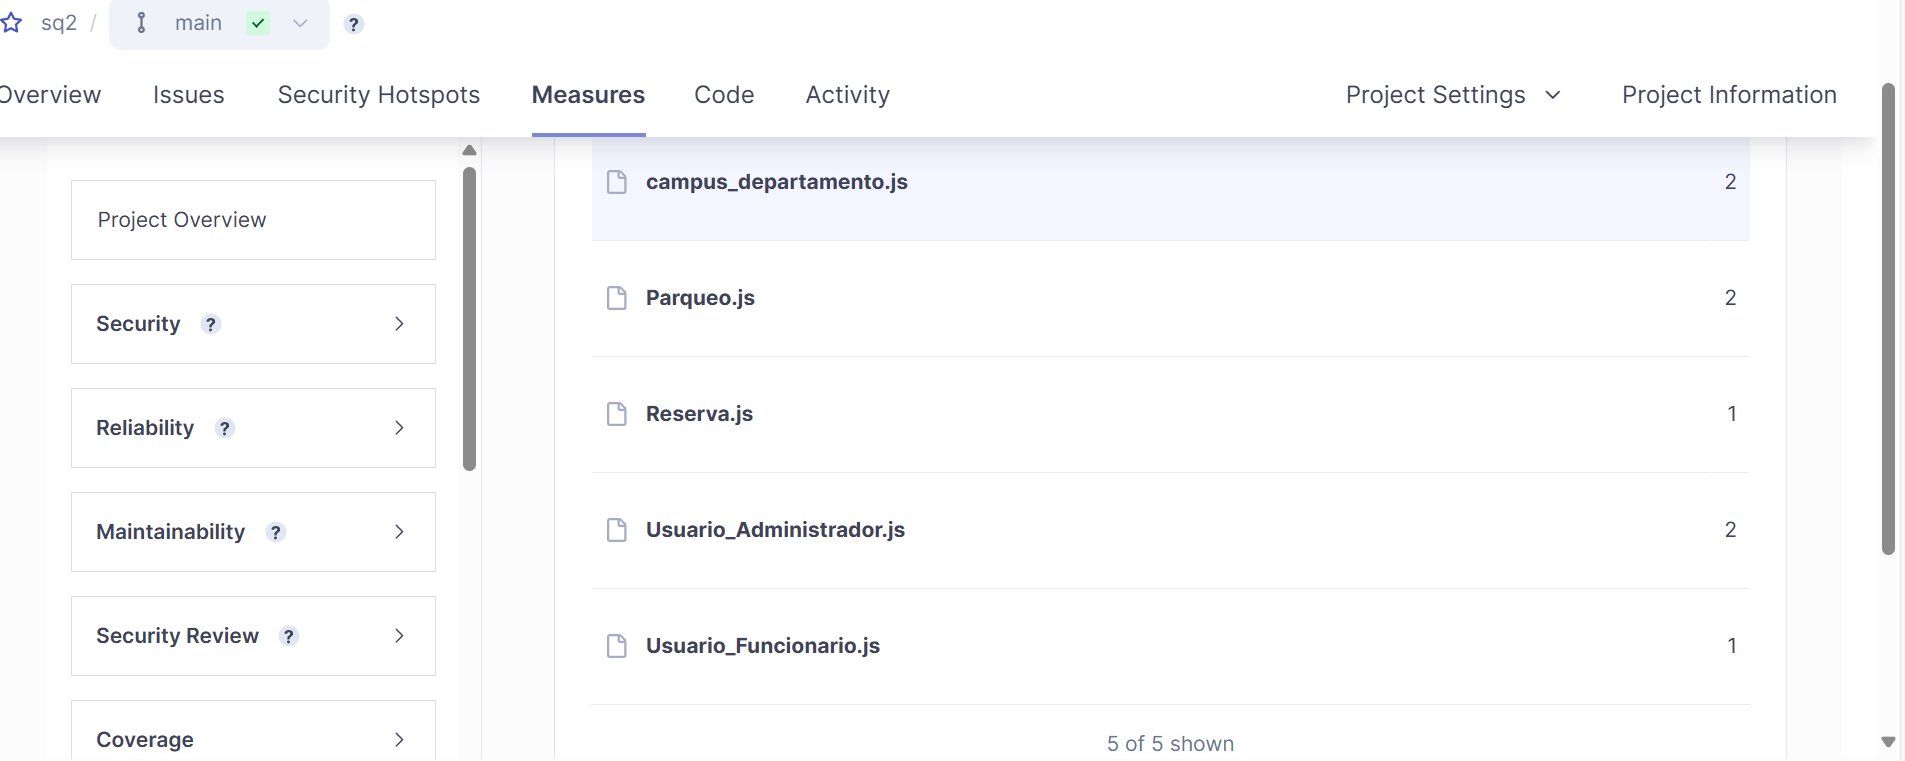 sq2 / main ?
Overview Issues Security Hotspots Measures Code Activity Project Settings Project Information
campus_departamento.js 2
Project Overview
Parqueo.js 2
Security ?
Reliability ?
Reserva.js 1
Maintainability ?
Usuario_Administrador.js 2
Security Review ?
Usuario_Funcionario.js 1
Coverage
5 of 5 shown